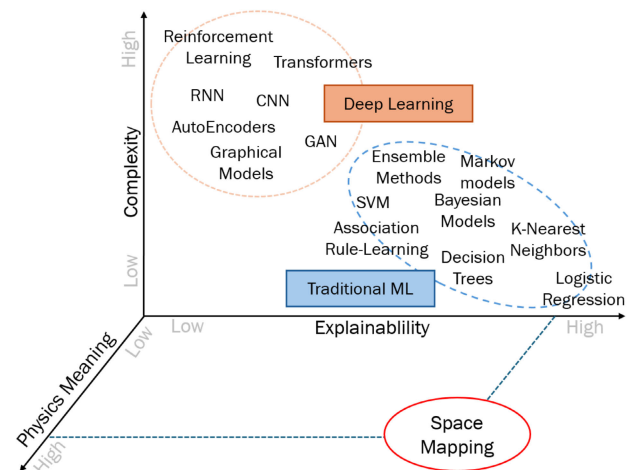 High
Complexity
Low
Reinforcement
Learning
Transformers
RNN
CNN
Deep Learning
AutoEncoders
GAN
Graphical
Models
Ensemble
Methods
Markov
models
SVM
Bayesian
Models
Association
Rule-Learning
K-Nearest
Neighbors
Decision
Trees
Traditional ML
Logistic
Regression
Low
Explainablility
High
Low
Physics Meaning
High
Space
Mapping